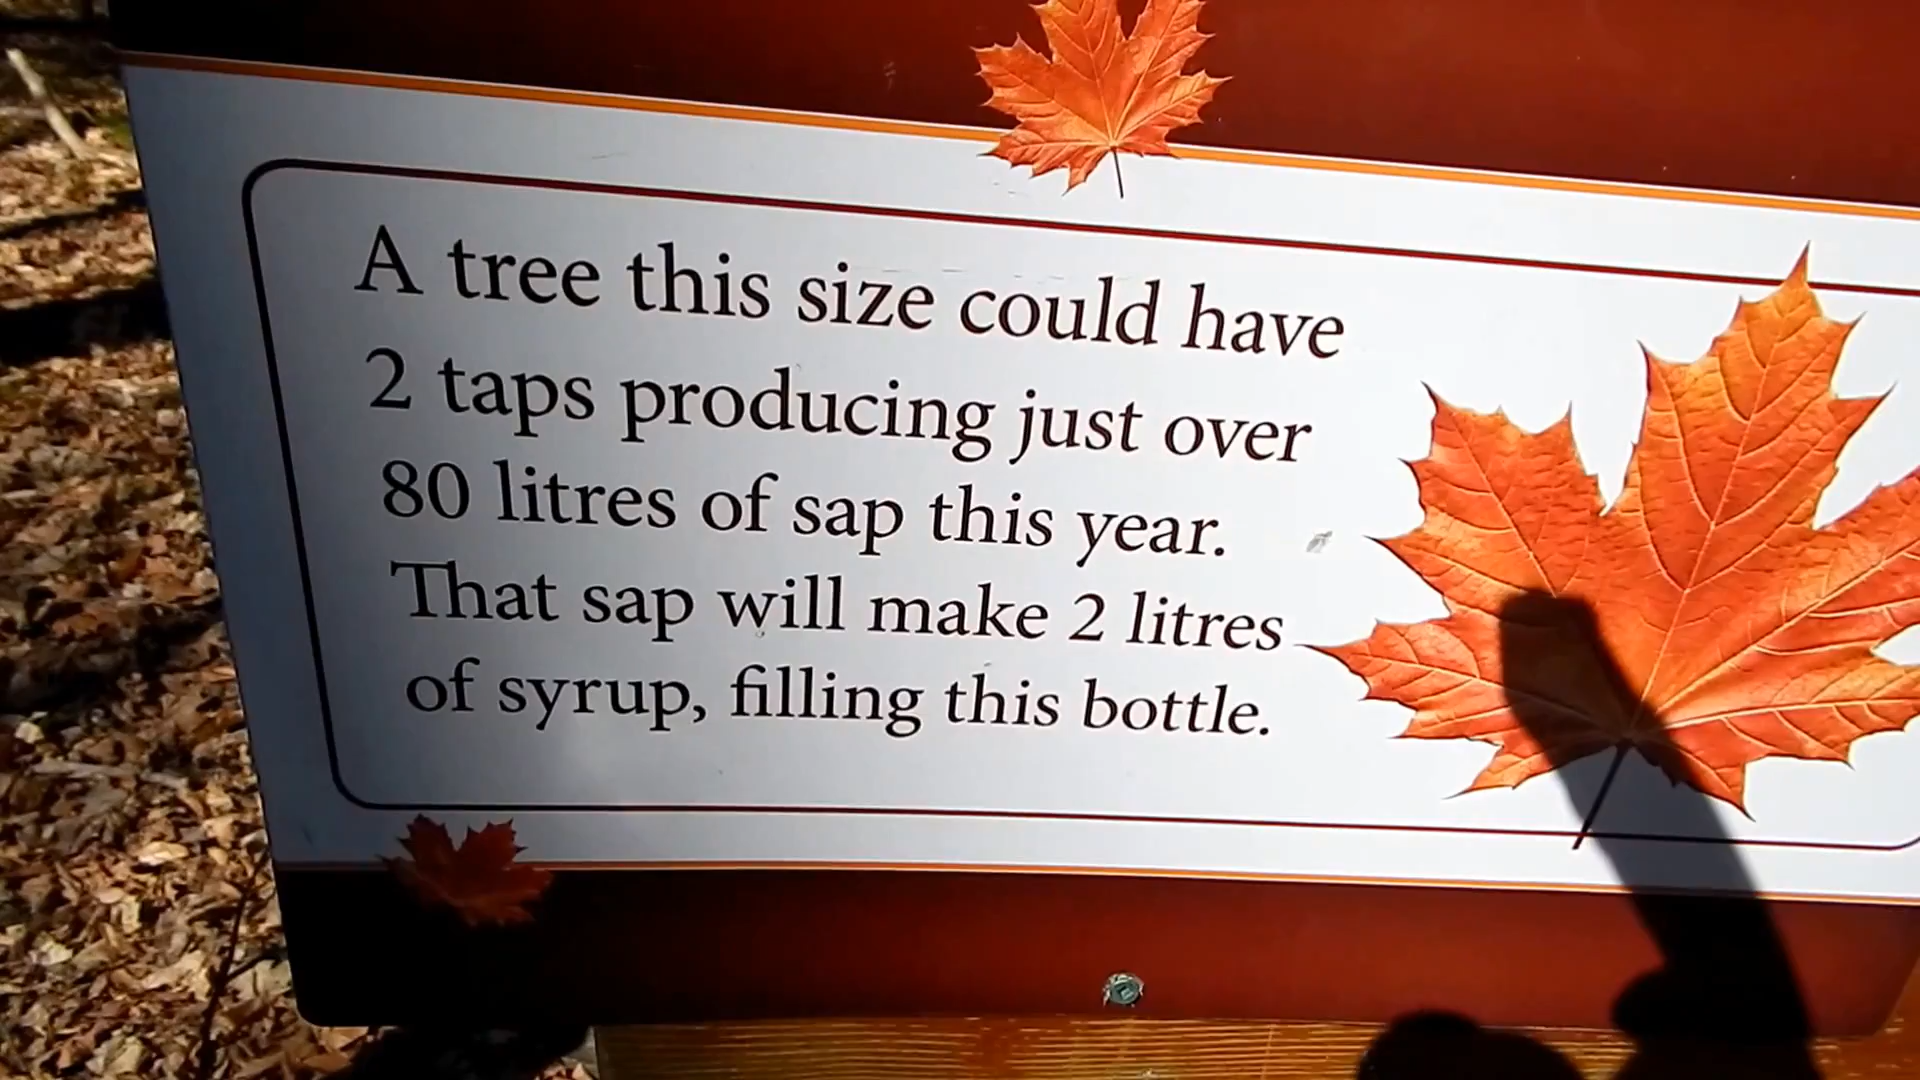 A tree this size could have
2 taps producing just over
80 litres of sap this year.
That sap will make 2 litres
of syrup, filling this bottle.